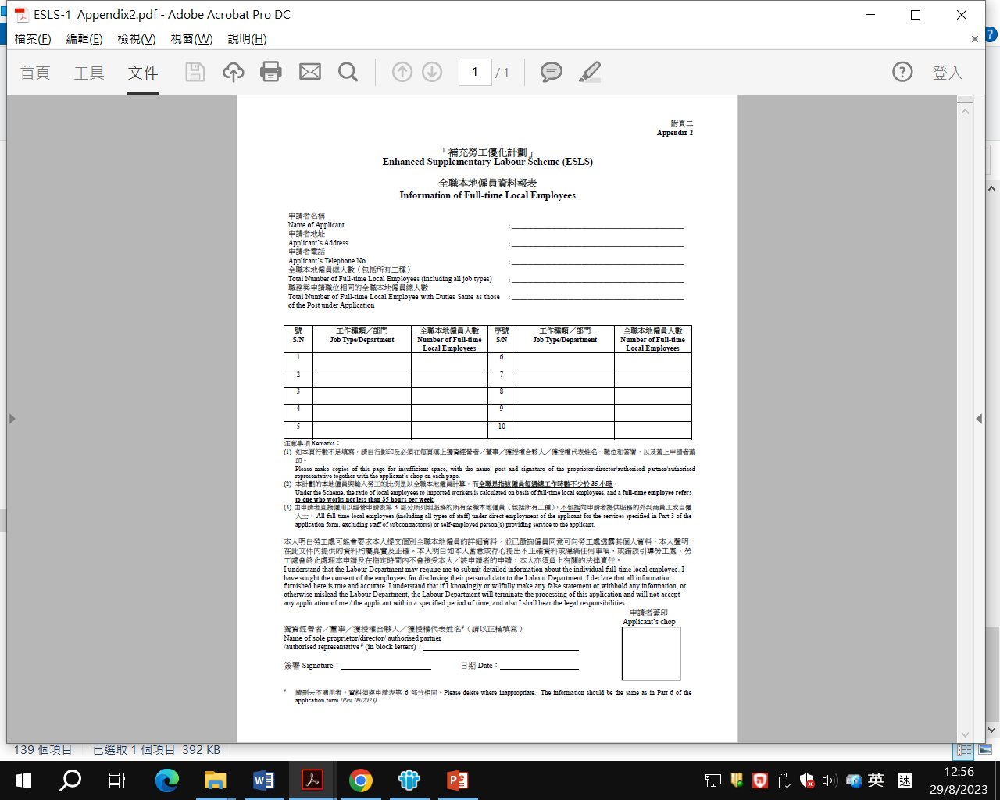 ESLS-1_Appendix2.pdf - Adobe Acrobat Pro DC
檔案(F) 編輯(E) 檢視(V) 視窗(W) 說明(H)
首頁 工具 文件 1 / 1 登入
附頁二
Appendix 2
「補充勞工優化計劃」
Enhanced Supplementary Labour Scheme (ESLS)
全職本地僱員資料報表
Information of Full-time Local Employees
申請者名稱
Name of Applicant :
申請者地址
Applicant's Address :
申請者電話
Applicant's Telephone No. :
全職本地僱員總人數（包括所有工種）
Total Number of Full-time Local Employees (including all job types) :
職務與申請職位相同的全職本地僱員總人數
Total Number of Full-time Local Employee with Duties Same as those :
of the Post under Application
號 工作種類／部門 全職本地僱員人數 序號 工作種類／部門 全職本地僱員人數
S/N Job Type/Department Number of Full-time S/N Job Type/Department Number of Full-time
Local Employees Local Employees
1 6
2 7
3 8
4 9
5 10
注意事項 Remarks：
(1) 如本頁行數不足填寫，請自行影印及必須在每頁填上獨資經營者／董事／獲授權合夥人／獲授權代表姓名、職位和簽署，以及蓋上申請者蓋
印。
Please make copies of this page for insufficient space, with the name, post and signature of the proprietor/director/authorised partner/authorised
representative together with the applicant's chop on each page.
(2) 本計劃的本地僱員與輸入勞工的比例是以全職本地僱員計算，而全職是指該僱員每週總工作時數不少於 35 小時。
Under the Scheme, the ratio of local employees to imported workers is calculated on basis of full-time local employees, and a full-time employee refers
to one who works not less than 35 hours per week.
(3) 由申請者直接僱用以經營申請表第 3 部分所列明服務的所有全職本地僱員（包括所有工種），不包括向申請者提供服務的外判商員工或自僱
人士。 All full-time local employees (including all types of staff) under direct employment of the applicant for the services specified in Part 3 of the
application form, excluding staff of subcontractor(s) or self-employed person(s) providing service to the applicant.
本人明白勞工處可能會要求本人提交個別全職本地僱員的詳細資料，並已徵詢僱員同意可向勞工處透露其個人資料。本人聲明
在此文件內提供的資料均屬真實及正確。本人明白如本人蓄意或存心提出不正確資料或隱瞞任何事項，或錯誤引導勞工處，勞
工處會終止處理本申請及在指定時間內不會接受本人／該申請者的申請，本人亦須負上有關的法律責任。
I understand that the Labour Department may require me to submit detailed information about the individual full-time local employee. I
have sought the consent of the employees for disclosing their personal data to the Labour Department. I declare that all information
furnished here is true and accurate. I understand that if I knowingly or wilfully make any false statement or withhold any information, or
otherwise mislead the Labour Department, the Labour Department will terminate the processing of this application and will not accept
any application of me / the applicant within a specified period of time, and also I shall bear the legal responsibilities.
申請者蓋印
Applicant's chop
獨資經營者／董事／獲授權合夥人／獲授權代表姓名#（請以正楷填寫）
Name of sole proprietor/director/ authorised partner
/authorised representative # (in block letters)：
簽署 Signature： 日期 Date：
# 請刪去不適用者。資料須與申請表第 6 部分相同。Please delete where inappropriate. The information should be the same as in Part 6 of the
application form.(Rev. 09/2023)
139 個項目 已選取 1 個項目 392 KB
英 速 12:56
29/8/2023